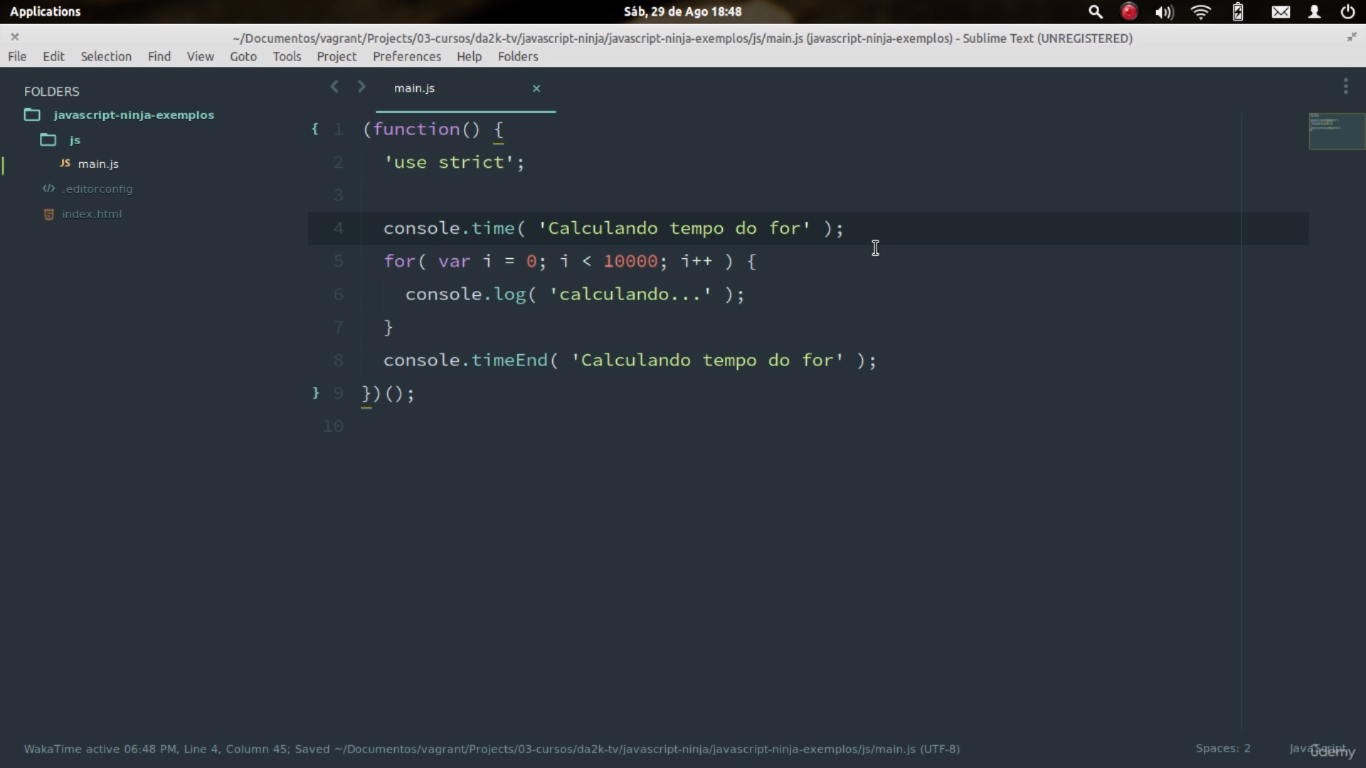 Applications
Sáb, 29 de Ago 18:48
~/Documentos/vagrant/Projects/03-cursos/da2k-tv/javascript-ninja/javascript-ninja-exemplos/js/main.js (javascript-ninja-exemplos) - Sublime Text (UNREGISTERED)
File Edit Selection Find View Goto Tools Project Preferences Help Folders
FOLDERS
javascript-ninja-exemplos
js
JS main.js
</> .editorconfig
index.html
main.js ×
{ 1 (function() {
2 'use strict';
3
4 console.time( 'Calculando tempo do for' );
5 for( var i = 0; i < 10000; i++ ) {
6 console.log( 'calculando...' );
7 }
8 console.timeEnd( 'Calculando tempo do for' );
} 9 })();
10
WakaTime active 06:48 PM, Line 4, Column 45; Saved ~/Documentos/vagrant/Projects/03-cursos/da2k-tv/javascript-ninja/javascript-ninja-exemplos/js/main.js (UTF-8)
Spaces: 2
JavaScript
ûdemy